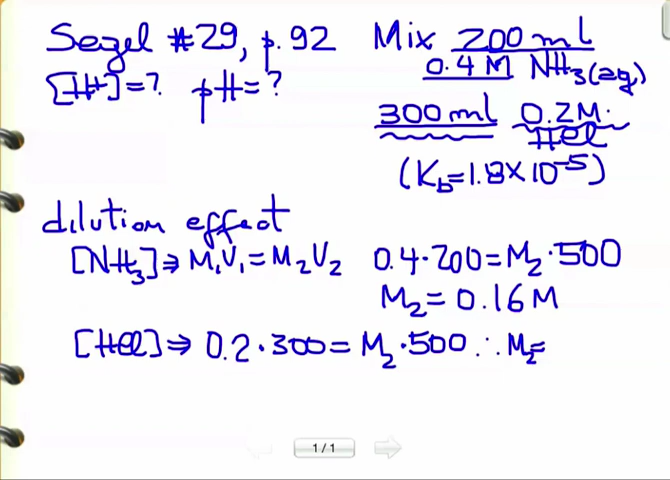 Segel #29, p. 92
[H+]=? pH=?
Mix 200 ml
0.4 M NH3(aq)
300 ml 0.2M.
HCl
(Kb=1.8×10-5)
dilution effect
[NH3]⇒ M1V1=M2V2 0.4·200=M2·500
M2=0.16M
[HCl]⇒ 0.2·300=M2·500 ∴M2=
1/1